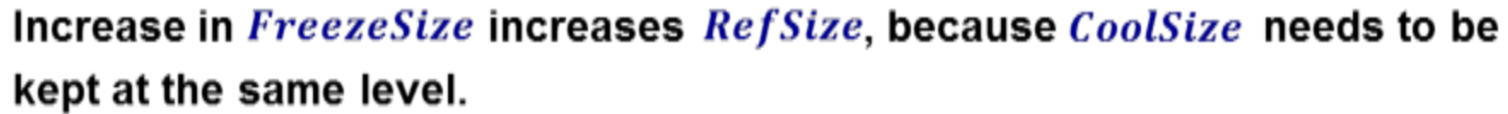 Increase in FreezeSize increases RefSize, because CoolSize needs to be
kept at the same level.